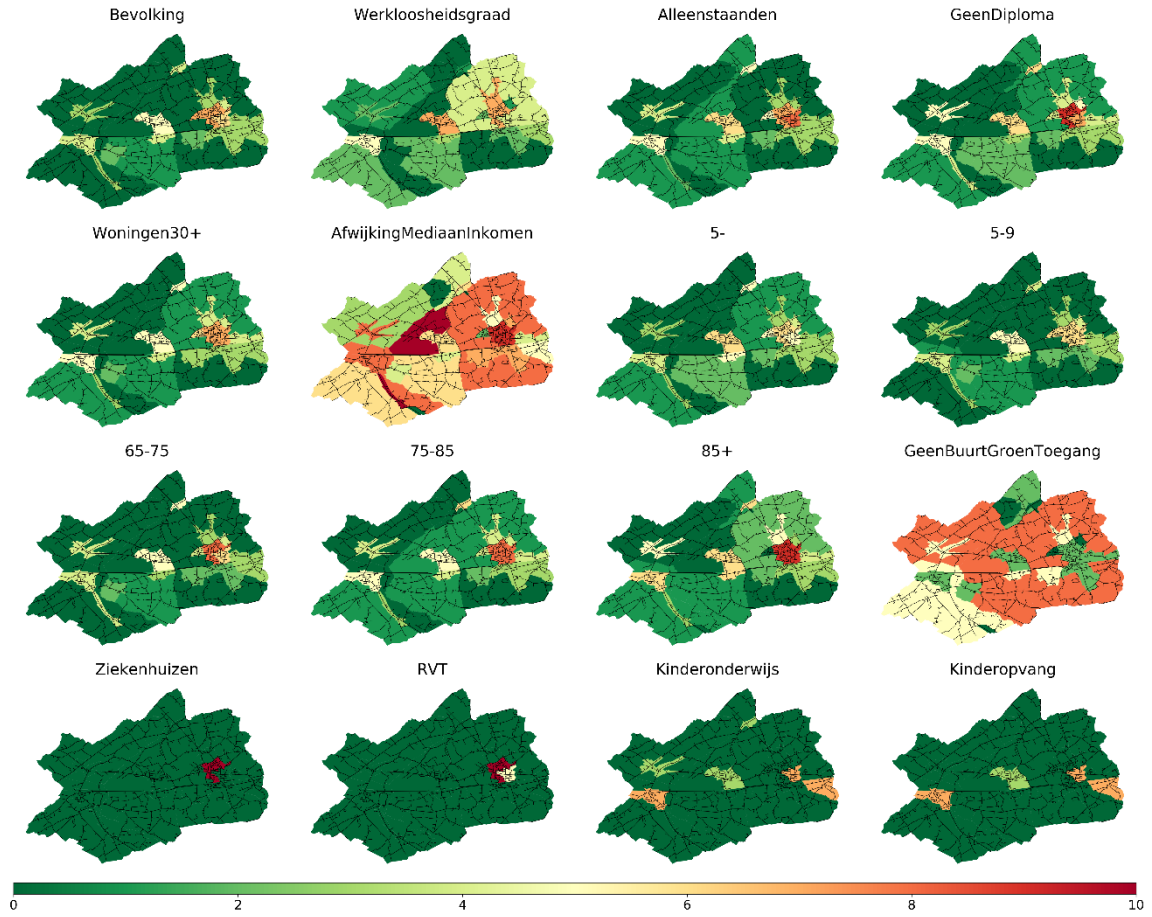 Bevolking Werkloosheidsgraad Alleenstaanden GeenDiploma
Woningen30+ AfwijkingMediaanInkomen 5- 5-9
65-75 75-85 85+ GeenBuurtGroenToegang
Ziekenhuizen RVT Kinderonderwijs Kinderopvang
0 2 4 6 8 10